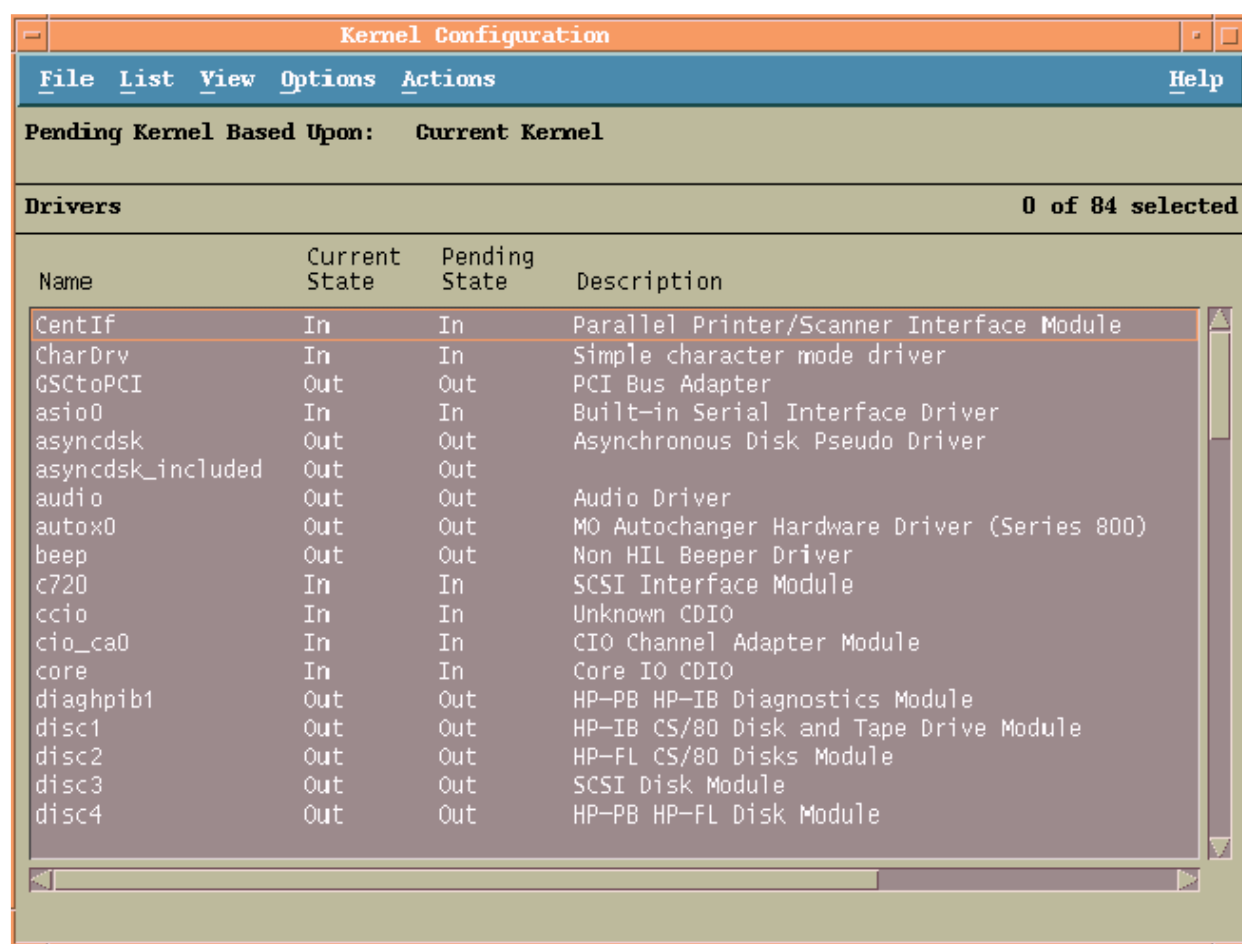 Kernel Configuration
File List View Options Actions Help
Pending Kernel Based Upon: Current Kernel
Drivers 0 of 84 selected
Current Pending
Name State State Description
CentIf In In Parallel Printer/Scanner Interface Module
CharDrv In In Simple character mode driver
GSCtoPCI Out Out PCI Bus Adapter
asio0 In In Built-in Serial Interface Driver
asyncdsk Out Out Asynchronous Disk Pseudo Driver
asyncdsk_included Out Out
audio Out Out Audio Driver
autox0 Out Out MO Autochanger Hardware Driver (Series 800)
beep Out Out Non HIL Beeper Driver
c720 In In SCSI Interface Module
ccio In In Unknown CDIO
cio_ca0 In In CIO Channel Adapter Module
core In In Core IO CDIO
diaghpib1 Out Out HP-PB HP-IB Diagnostics Module
disc1 Out Out HP-IB CS/80 Disk and Tape Drive Module
disc2 Out Out HP-FL CS/80 Disks Module
disc3 Out Out SCSI Disk Module
disc4 Out Out HP-PB HP-FL Disk Module